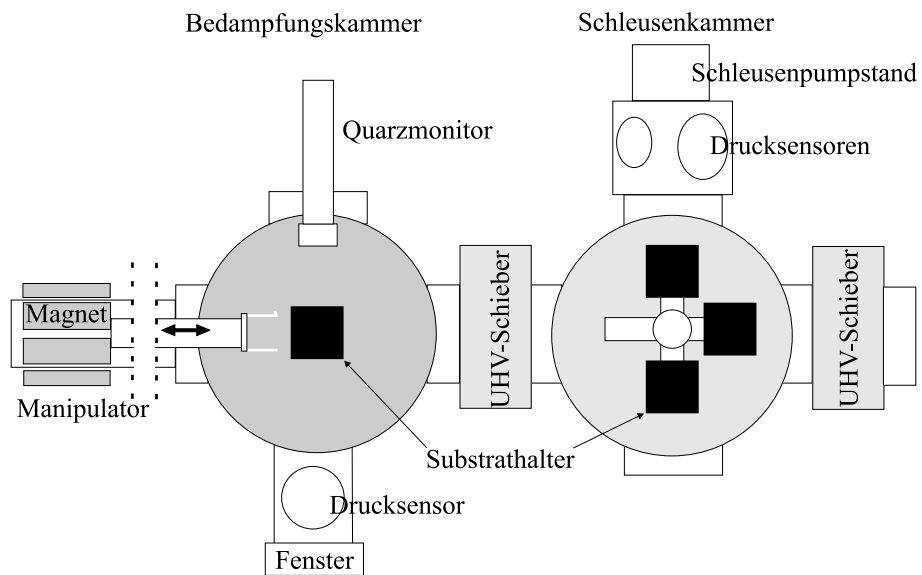 Bedampfungskammer
Schleusenkammer
Schleusenpumpstand
Quarzmonitor
Drucksensoren
UHV-Schieber
UHV-Schieber
Magnet
Manipulator
Substrathalter
Drucksensor
Fenster